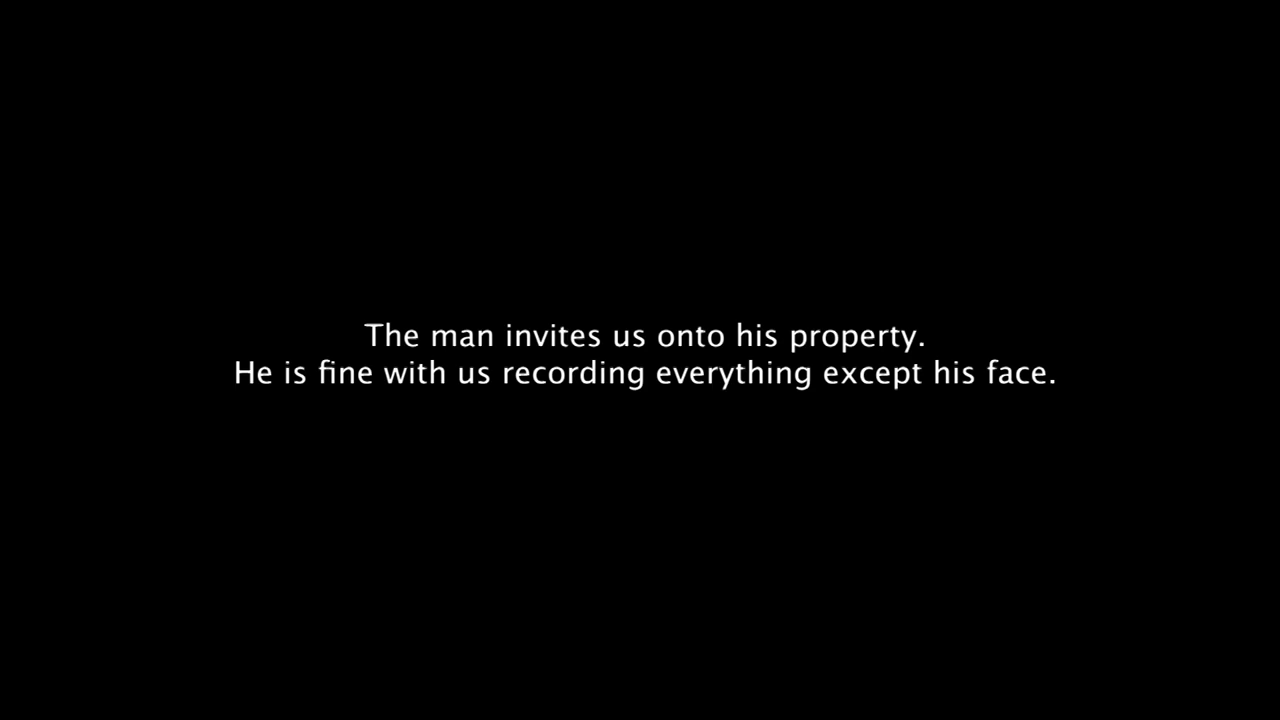 The man invites us onto his property.
He is fine with us recording everything except his face.